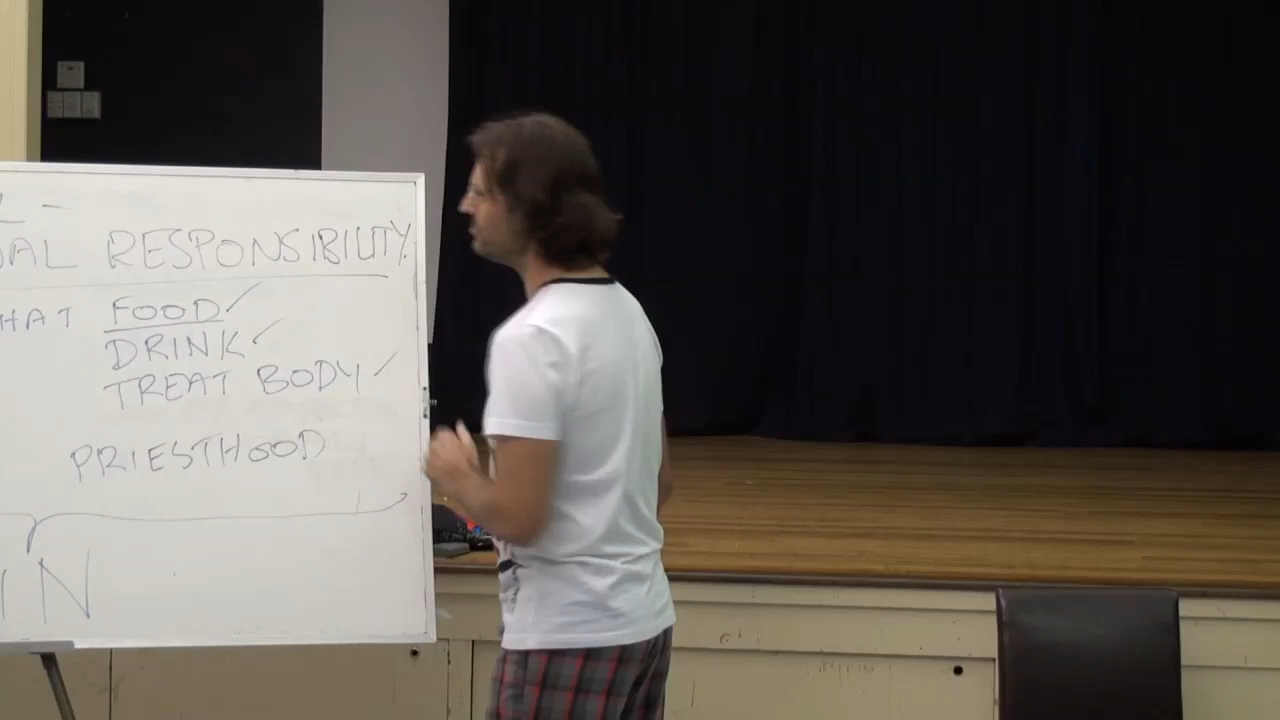 RESPONSIBILITY.
FOOD ✓
DRINK ✓
TREAT BODY ✓
PRIESTHOOD